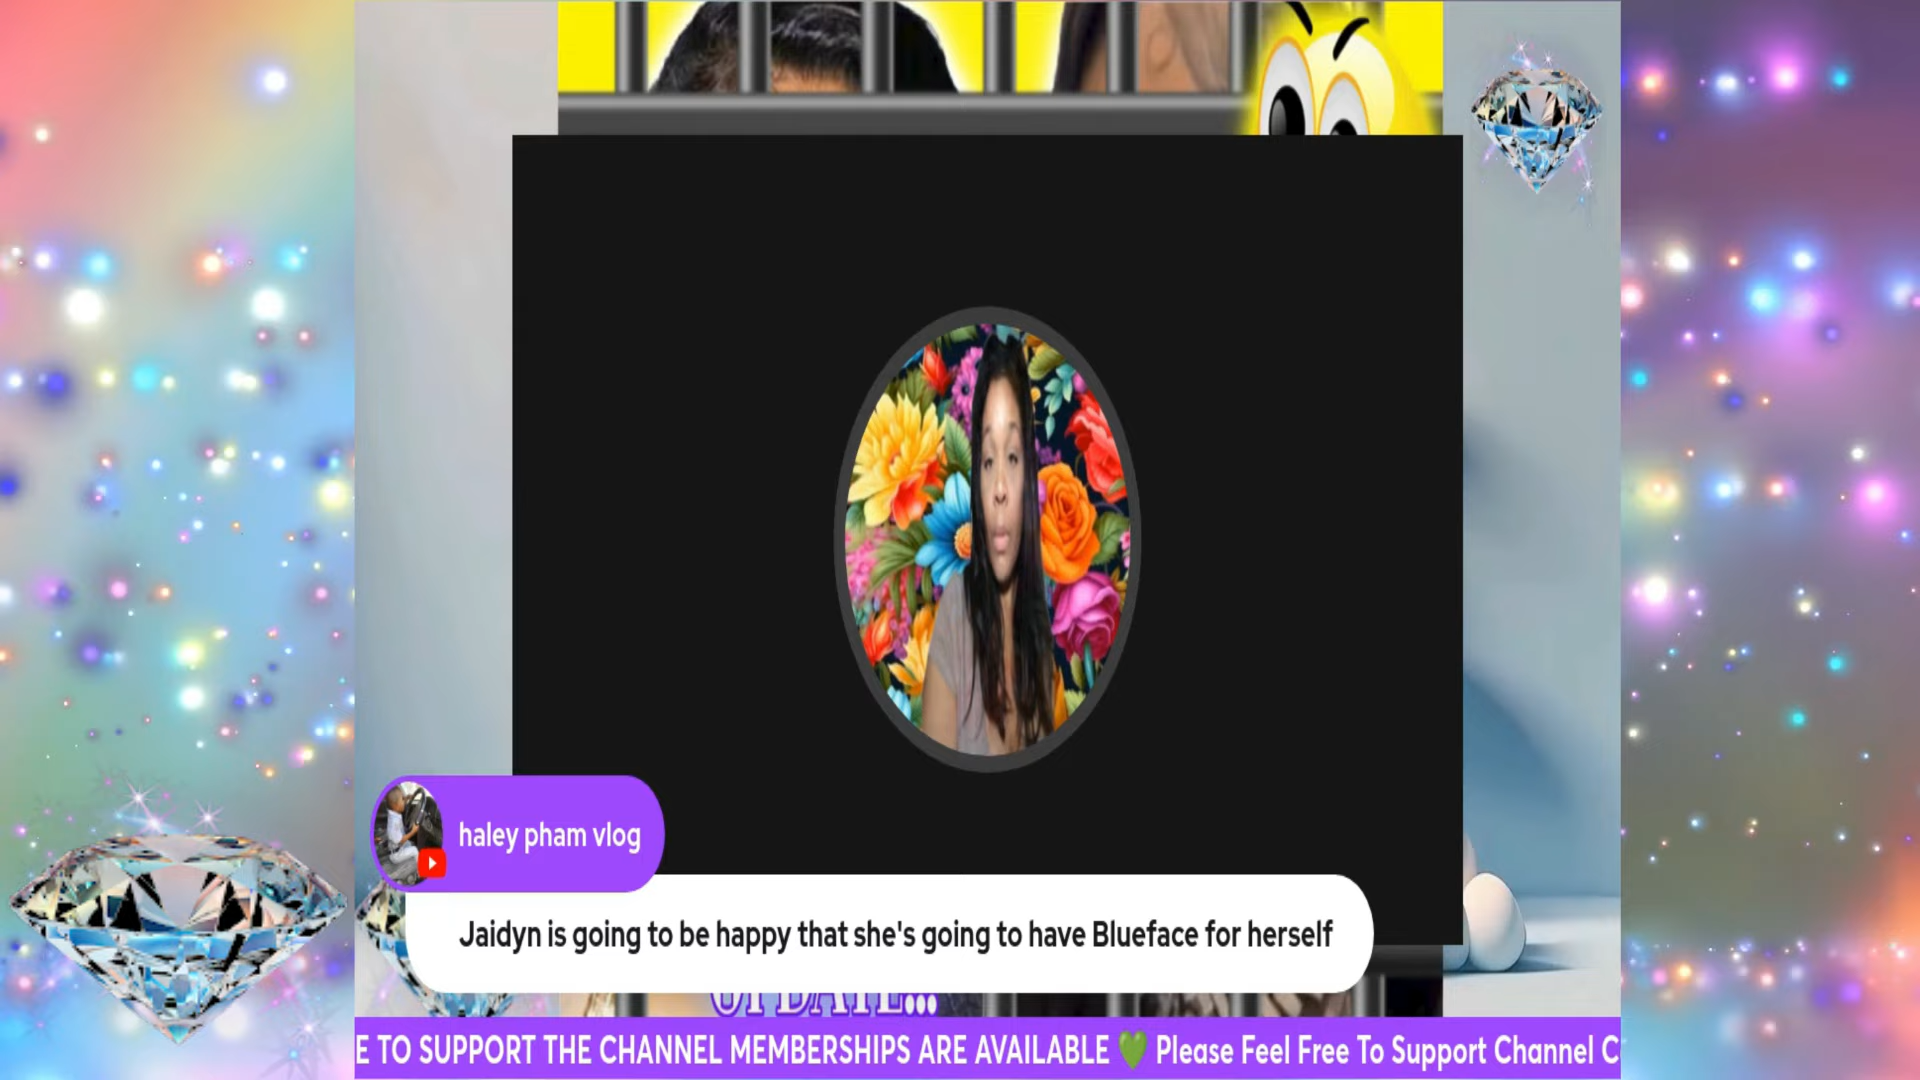 haley pham vlog
Jaidyn is going to be happy that she's going to have Blueface for herself
UPDATE...
E TO SUPPORT THE CHANNEL MEMBERSHIPS ARE AVAILABLE 💚 Please Feel Free To Support Channel C